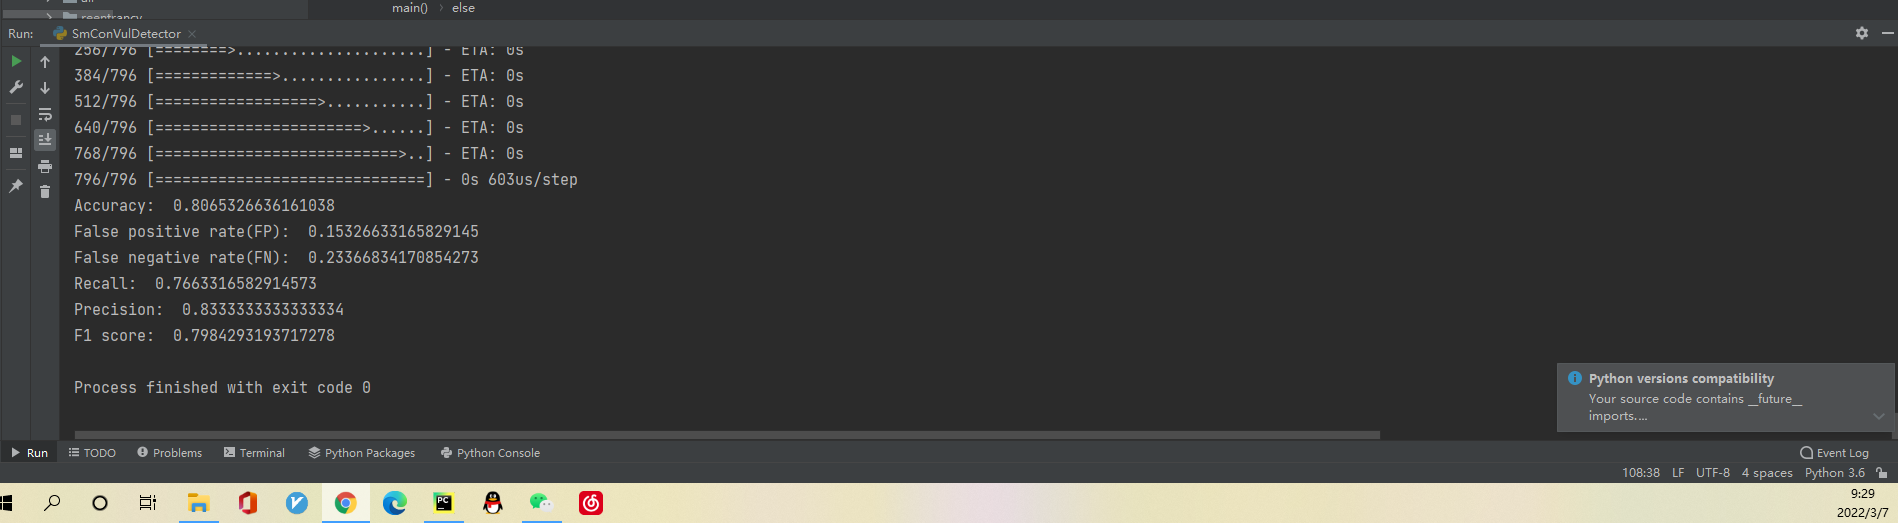 main() › else
reentrancy
Run: SmConVulDetector ×
256/796 [========>.....................] - ETA: 0s
384/796 [=============>................] - ETA: 0s
512/796 [==================>...........] - ETA: 0s
640/796 [=======================>......] - ETA: 0s
768/796 [===========================>..] - ETA: 0s
796/796 [==============================] - 0s 603us/step
Accuracy:  0.8065326636161038
False positive rate(FP):  0.15326633165829145
False negative rate(FN):  0.23366834170854273
Recall:  0.7663316582914573
Precision:  0.8333333333333334
F1 score:  0.7984293193717278
Process finished with exit code 0
Python versions compatibility
Your source code contains __future__
imports....
Run TODO Problems Terminal Python Packages Python Console Event Log
108:38 LF UTF-8 4 spaces Python 3.6
PC
9:29
2022/3/7